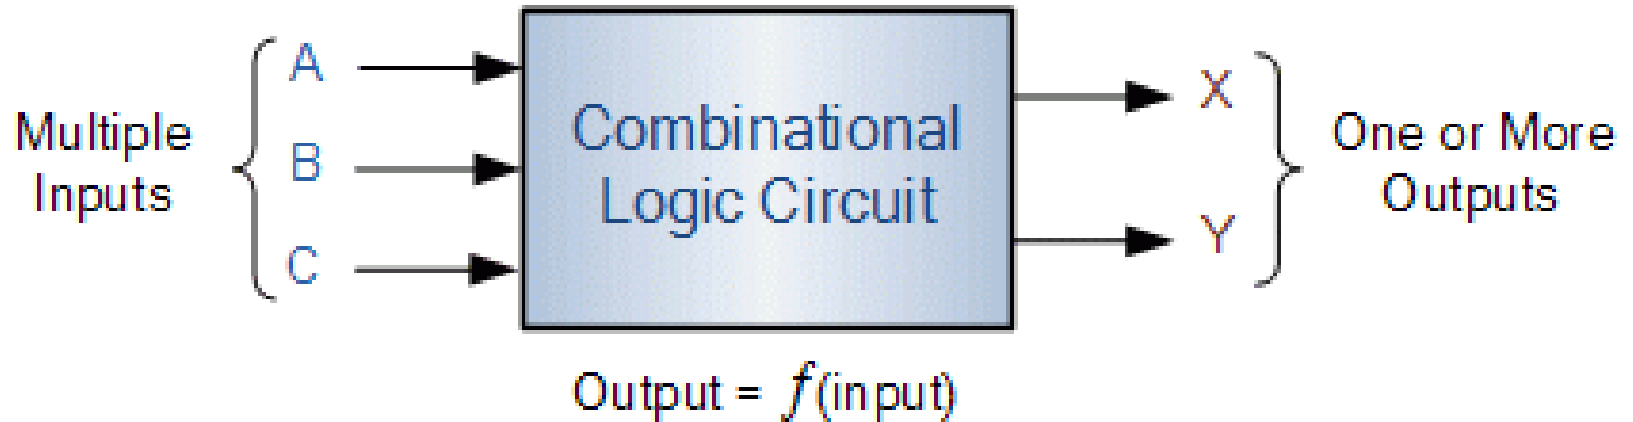 Multiple
Inputs
A
B
C
Combinational
Logic Circuit
X
Y
One or More
Outputs
Output = f(input)